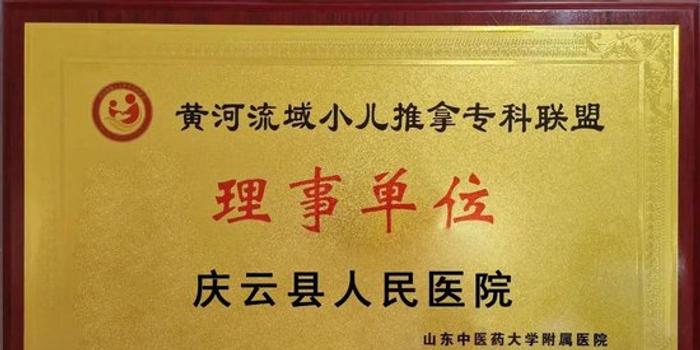 黄河流域小儿推拿专科联盟
理事单位
庆云县人民医院
山东中医药大学附属医院